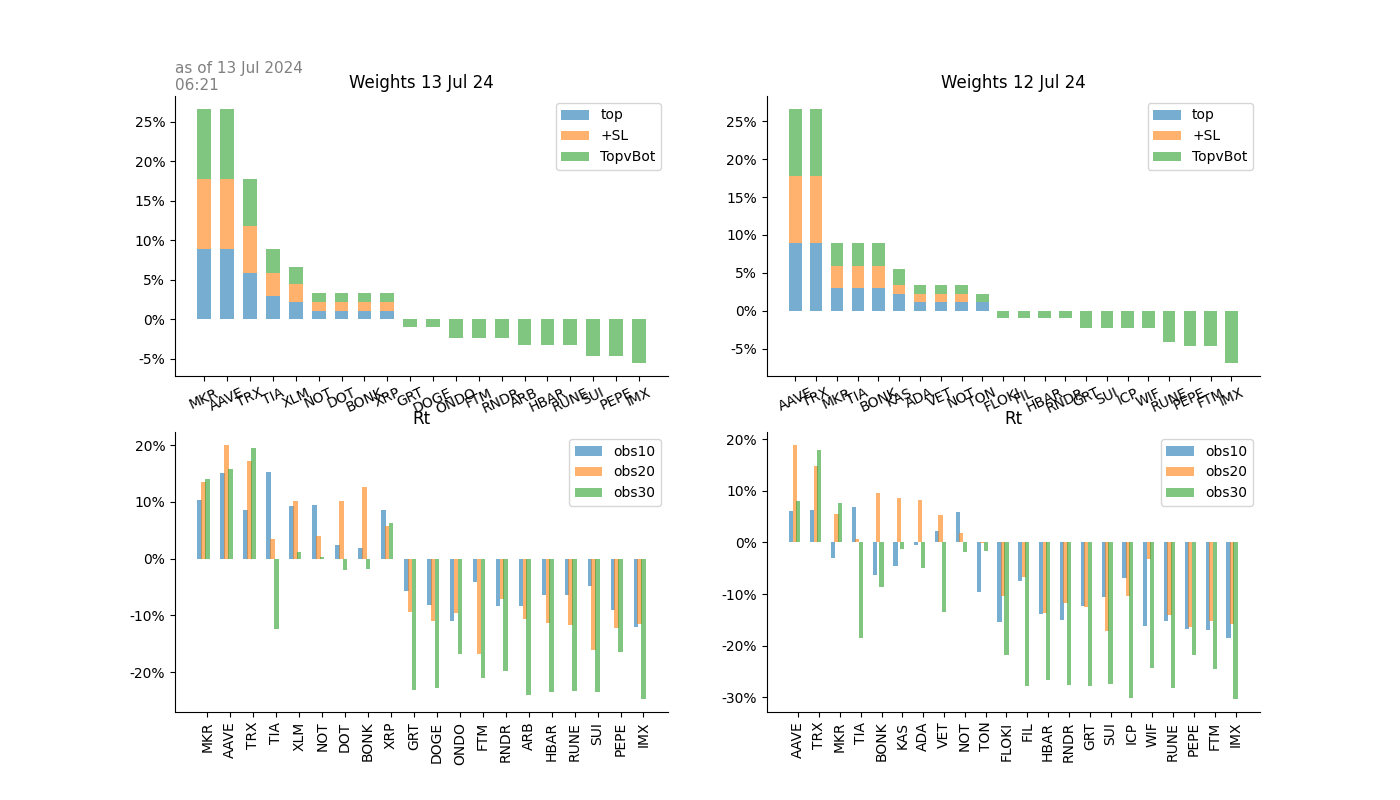 as of 13 Jul 2024
06:21
Weights 13 Jul 24
25%
20%
15%
10%
5%
0%
-5%
top
+SL
TopvBot
MKR AAVE TRX TIA XLM NOT DOT BONK XRP GRT DOGE ONDO FTM RNDR ARB HBAR RUNE SUI PEPE IMX
Weights 12 Jul 24
25%
20%
15%
10%
5%
0%
-5%
top
+SL
TopvBot
AAVE TRX MKR TIA BONK KAS ADA VET NOT TON FLOKI FIL HBAR RNDR GRT SUI ICP WIF RUNE PEPE FTM IMX
Rt
20%
10%
0%
-10%
-20%
obs10
obs20
obs30
MKR AAVE TRX TIA XLM NOT DOT BONK XRP GRT DOGE ONDO FTM RNDR ARB HBAR RUNE SUI PEPE IMX
Rt
20%
10%
0%
-10%
-20%
-30%
obs10
obs20
obs30
AAVE TRX MKR TIA BONK KAS ADA VET NOT TON FLOKI FIL HBAR RNDR GRT SUI ICP WIF RUNE PEPE FTM IMX